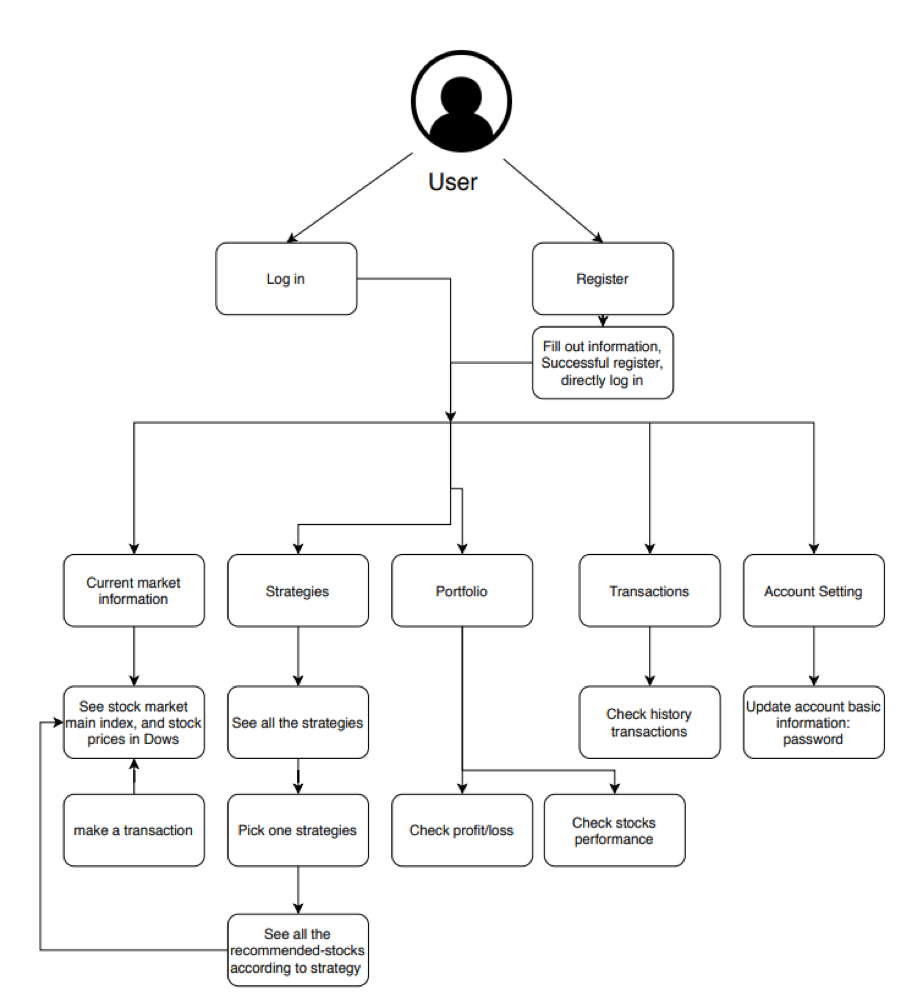 User
Log in
Register
Fill out information,
Successful register,
directly log in
Current market
information
Strategies
Portfolio
Transactions
Account Setting
See stock market
main index, and stock
prices in Dows
See all the strategies
Check history
transactions
Update account basic
information:
password
make a transaction
Pick one strategies
Check profit/loss
Check stocks
performance
See all the
recommended-stocks
according to strategy